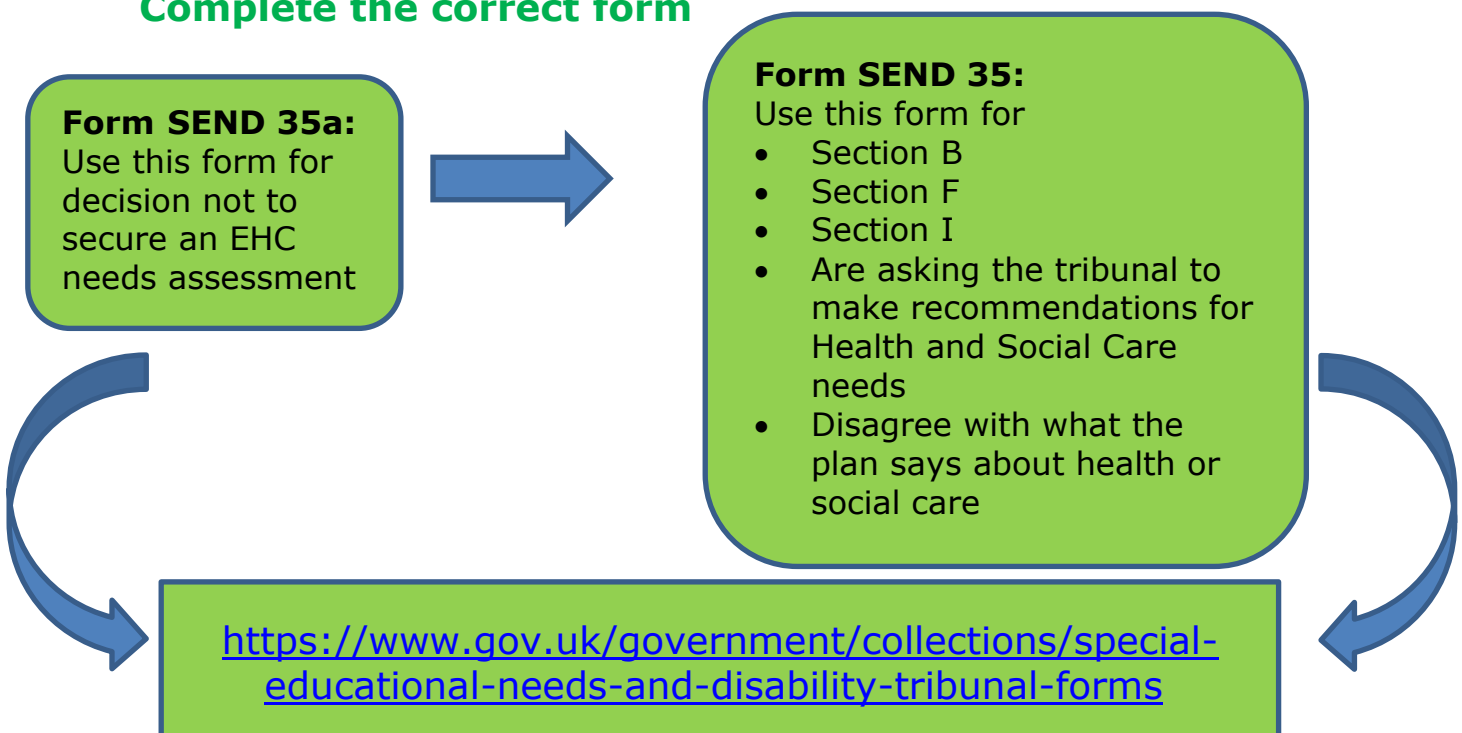 Complete the correct form
Form SEND 35a:
Use this form for
decision not to
secure an EHC
needs assessment
Form SEND 35:
Use this form for
• Section B
• Section F
• Section I
• Are asking the tribunal to
make recommendations for
Health and Social Care
needs
• Disagree with what the
plan says about health or
social care
https://www.gov.uk/government/collections/special-
educational-needs-and-disability-tribunal-forms